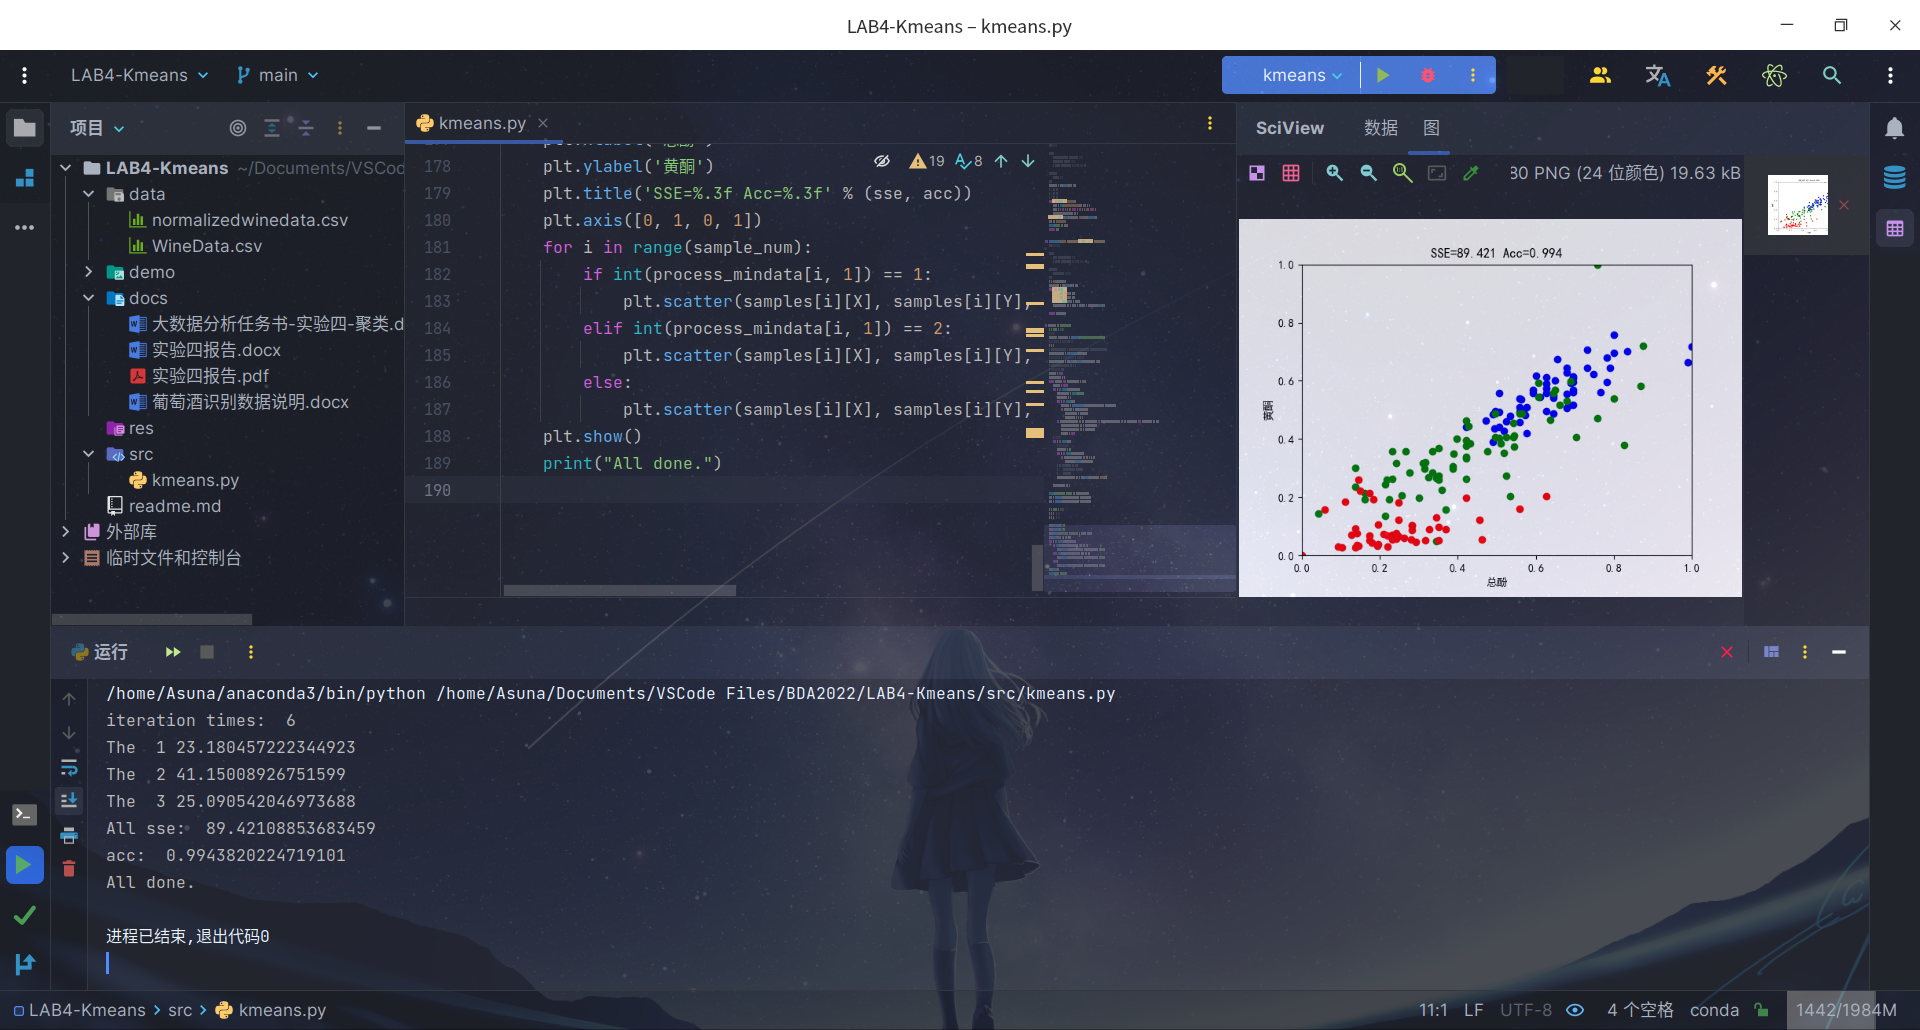 LAB4-Kmeans – kmeans.py
LAB4-Kmeans
main
kmeans
项目
LAB4-Kmeans ~/Documents/VSCod
data
normalizedwinedata.csv
WineData.csv
demo
docs
大数据分析任务书-实验四-聚类.d
实验四报告.docx
实验四报告.pdf
葡萄酒识别数据说明.docx
res
src
kmeans.py
readme.md
外部库
临时文件和控制台
kmeans.py
19
8
178 plt.ylabel('黄酮')
179 plt.title('SSE=%.3f Acc=%.3f' % (sse, acc))
180 plt.axis([0, 1, 0, 1])
181 for i in range(sample_num):
182 if int(process_mindata[i, 1]) == 1:
183 plt.scatter(samples[i][X], samples[i][Y],
184 elif int(process_mindata[i, 1]) == 2:
185 plt.scatter(samples[i][X], samples[i][Y],
186 else:
187 plt.scatter(samples[i][X], samples[i][Y],
188 plt.show()
189 print("All done.")
190
SciView 数据 图
80 PNG (24 位颜色) 19.63 kB
SSE=89.421 Acc=0.994
1.0
0.8
0.6
0.4
0.2
0.0
黄酮
0.0 0.2 0.4 0.6 0.8 1.0
总酚
运行
/home/Asuna/anaconda3/bin/python /home/Asuna/Documents/VSCode Files/BDA2022/LAB4-Kmeans/src/kmeans.py
iteration times:  6
The  1 23.180457222344923
The  2 41.15008926751599
The  3 25.090542046973688
All sse:  89.42108853683459
acc:  0.9943820224719101
All done.
进程已结束,退出代码0
LAB4-Kmeans > src > kmeans.py
11:1 LF UTF-8 4 个空格 conda 1442/1984M